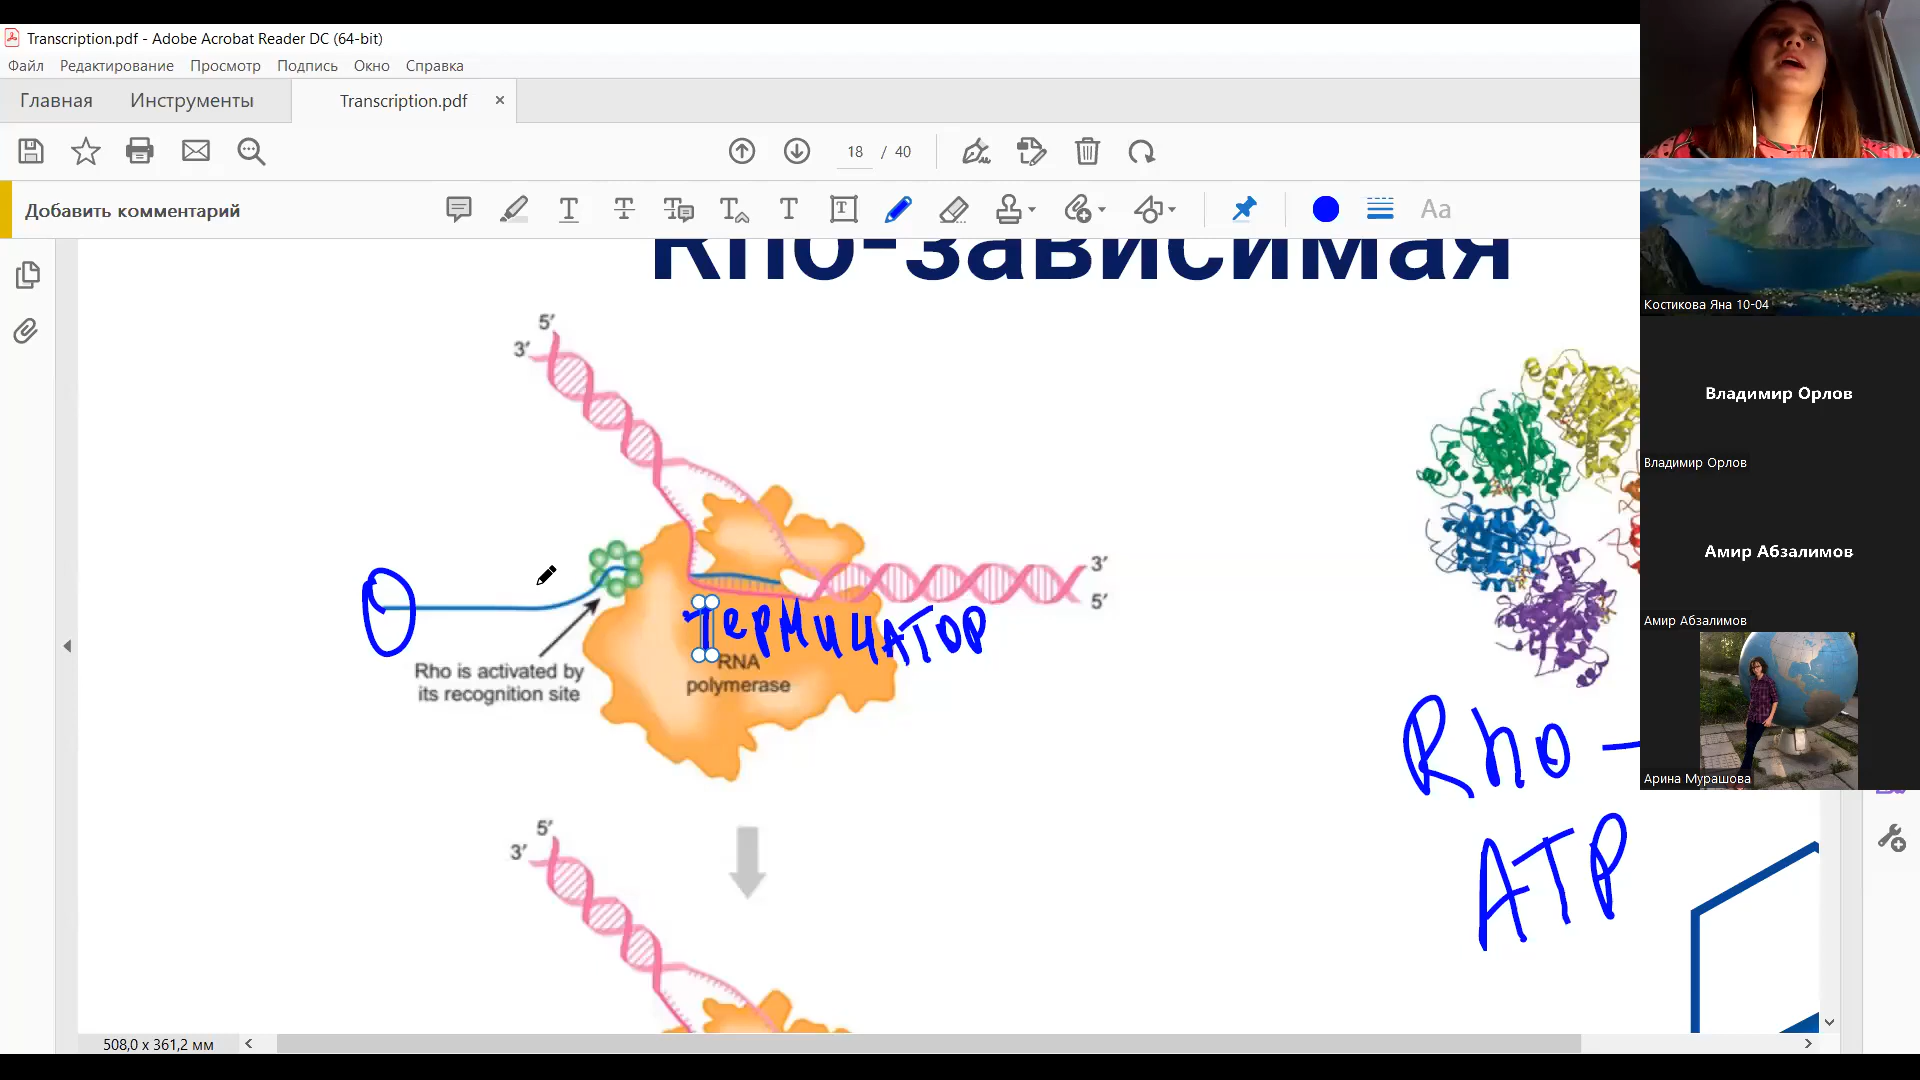 Transcription.pdf - Adobe Acrobat Reader DC (64-bit)
Файл Редактирование Просмотр Подпись Окно Справка
Главная Инструменты Transcription.pdf ×
18 / 40
Добавить комментарий
T T T T T T Aa
Rho-зависимая
5′
3′
3′
5′
ТЕРМИНАТОР
Rho is activated by
its recognition site
RNA
polymerase
Rho –
ATP
5′
3′
508,0 x 361,2 мм
Костикова Яна 10-04
Владимир Орлов
Владимир Орлов
Амир Абзалимов
Амир Абзалимов
Арина Мурашова